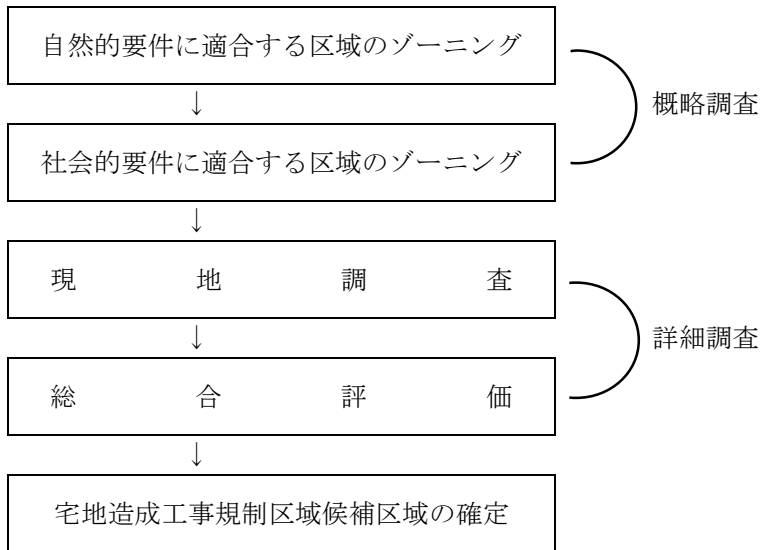 自然的要件に適合する区域のゾーニング
↓
概略調査
社会的要件に適合する区域のゾーニング
↓
現地調査
↓
詳細調査
総合評価
↓
宅地造成工事規制区域候補区域の確定